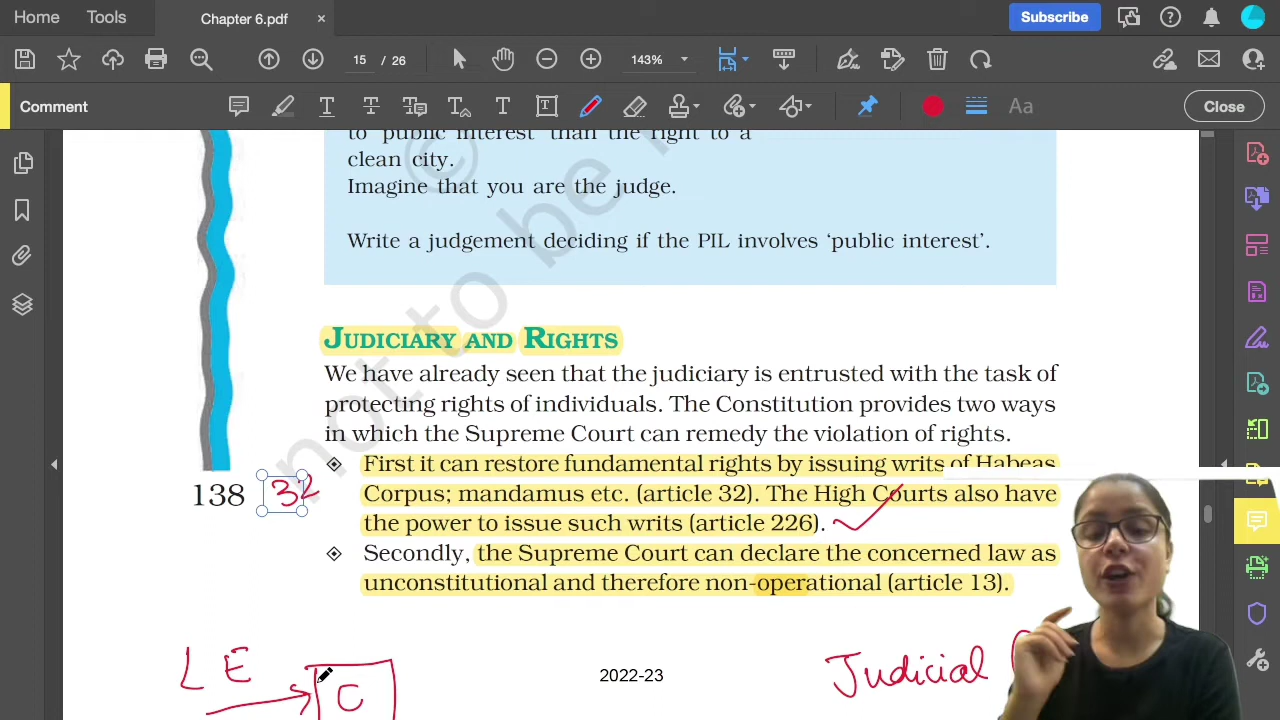 Home Tools Chapter 6.pdf × Subscribe
15 / 26 143%
Comment Aa Close
to 'public interest' than the right to a
clean city.
Imagine that you are the judge.
Write a judgement deciding if the PIL involves 'public interest'.
JUDICIARY AND RIGHTS
We have already seen that the judiciary is entrusted with the task of
protecting rights of individuals. The Constitution provides two ways
in which the Supreme Court can remedy the violation of rights.
First it can restore fundamental rights by issuing writs of Habeas
138 32 Corpus; mandamus etc. (article 32). The High Courts also have
the power to issue such writs (article 226).
Secondly, the Supreme Court can declare the concerned law as
unconstitutional and therefore non-operational (article 13).
L E
C
2022-23
Judicial
© not to be